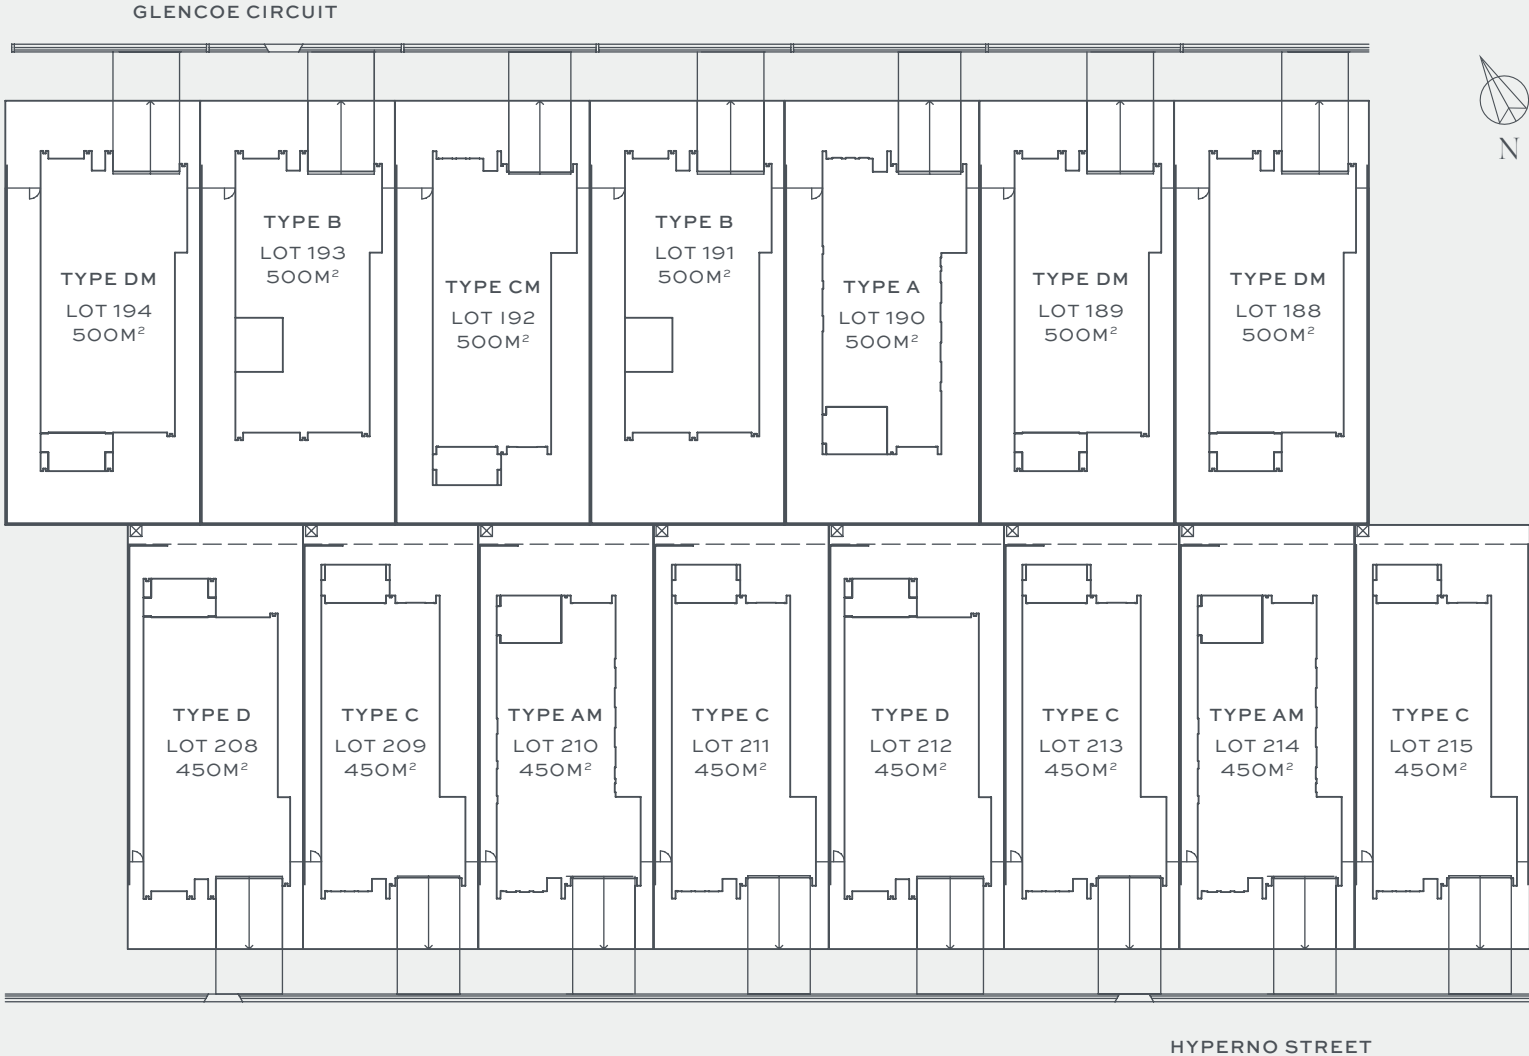 GLENCOE CIRCUIT
N
TYPE DM
LOT 194
500M²
TYPE B
LOT 193
500M²
TYPE CM
LOT 192
500M²
TYPE B
LOT 191
500M²
TYPE A
LOT 190
500M²
TYPE DM
LOT 189
500M²
TYPE DM
LOT 188
500M²
TYPE D
LOT 208
450M²
TYPE C
LOT 209
450M²
TYPE AM
LOT 210
450M²
TYPE C
LOT 211
450M²
TYPE D
LOT 212
450M²
TYPE C
LOT 213
450M²
TYPE AM
LOT 214
450M²
TYPE C
LOT 215
450M²
HYPERNO STREET